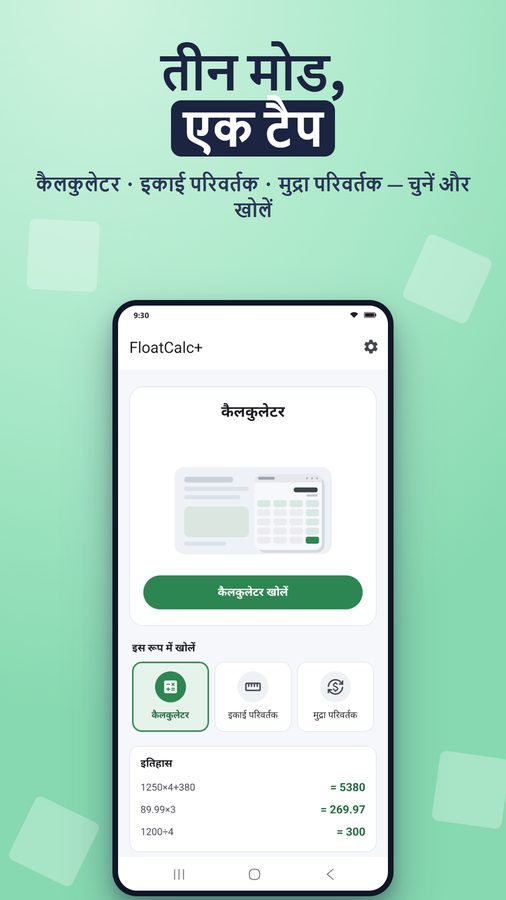 तीन मोड,
एक टैप
कैलकुलेटर · इकाई परिवर्तक · मुद्रा परिवर्तक — चुनें और
खोलें
9:30
FloatCalc+
कैलकुलेटर
कैलकुलेटर खोलें
इस रूप में खोलें
कैलकुलेटर इकाई परिवर्तक मुद्रा परिवर्तक
इतिहास
1250×4+380 = 5380
89.99×3 = 269.97
1200÷4 = 300